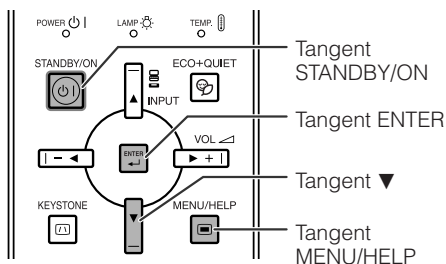 POWER LAMP TEMP.
STANDBY/ON ECO+QUIET
INPUT
VOL
ENTER
KEYSTONE MENU/HELP
Tangent
STANDBY/ON
Tangent ENTER
Tangent ▼
Tangent
MENU/HELP